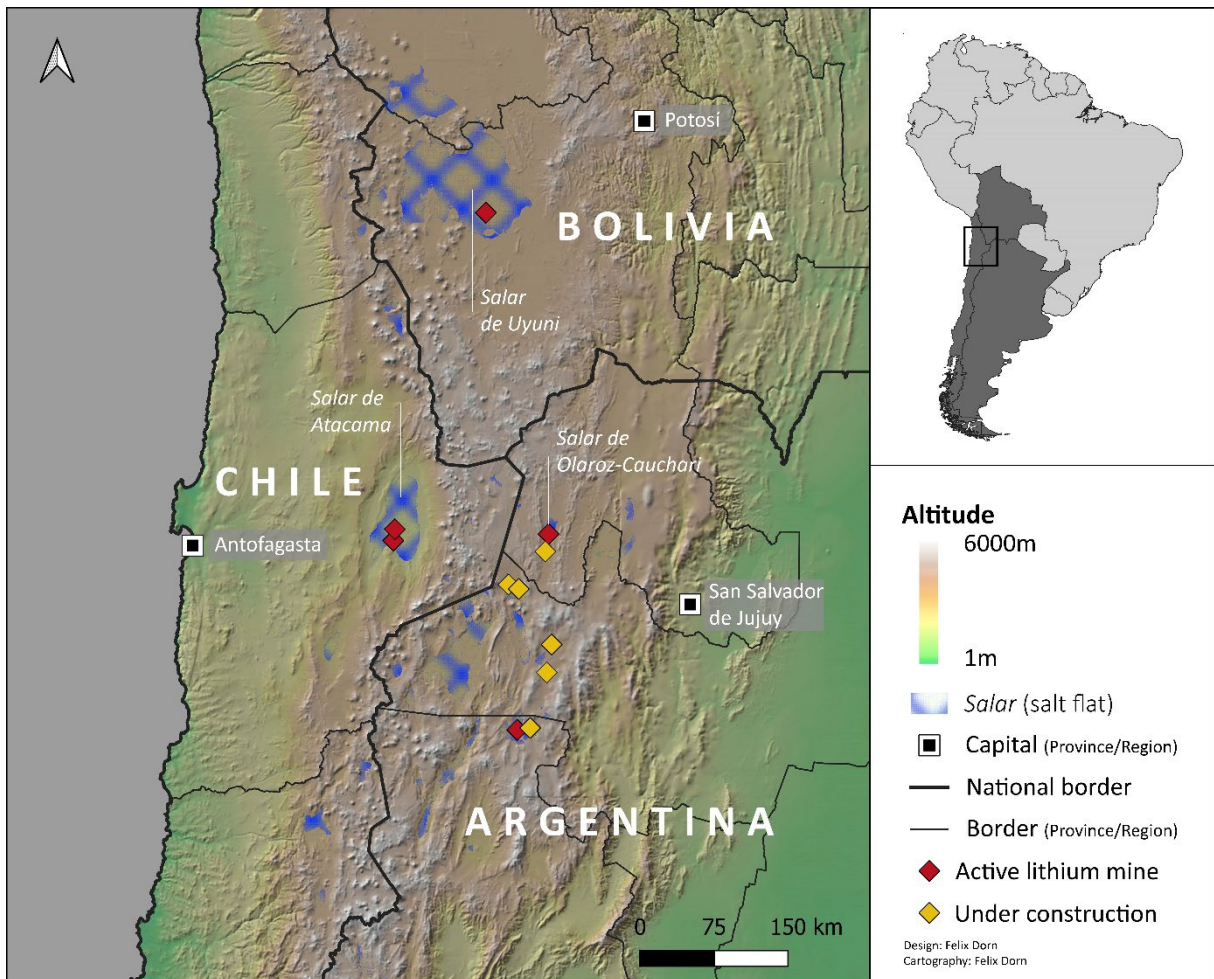 Potosí
BOLIVIA
Salar
de Uyuni
Salar de
Atacama
Salar de
Olaroz-Cauchari
CHILE
Antofagasta
San Salvador
de Jujuy
ARGENTINA
0 75 150 km
Altitude
6000m
1m
Salar (salt flat)
Capital (Province/Region)
National border
Border (Province/Region)
Active lithium mine
Under construction
Design: Felix Dorn
Cartography: Felix Dorn